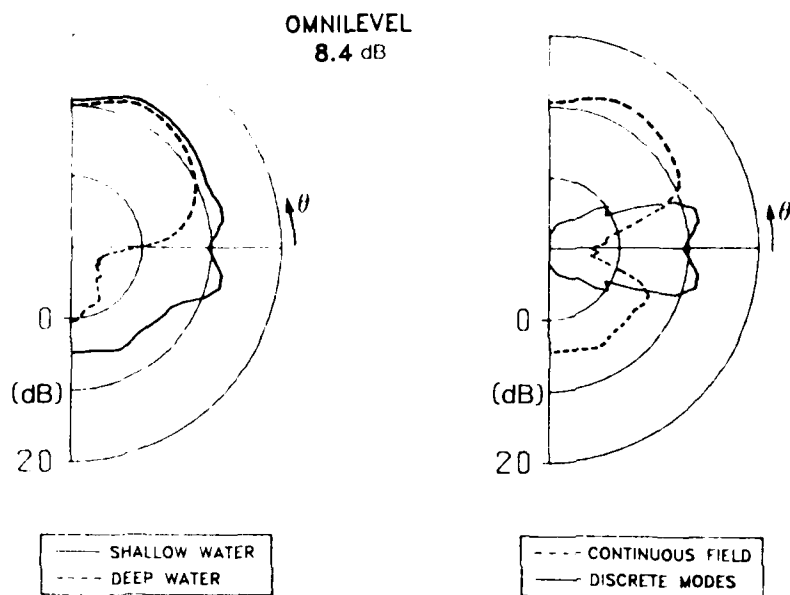 OMNILEVEL
8.4 dB
θ
0
(dB)
20
SHALLOW WATER
DEEP WATER
θ
0
(dB)
20
CONTINUOUS FIELD
DISCRETE MODES